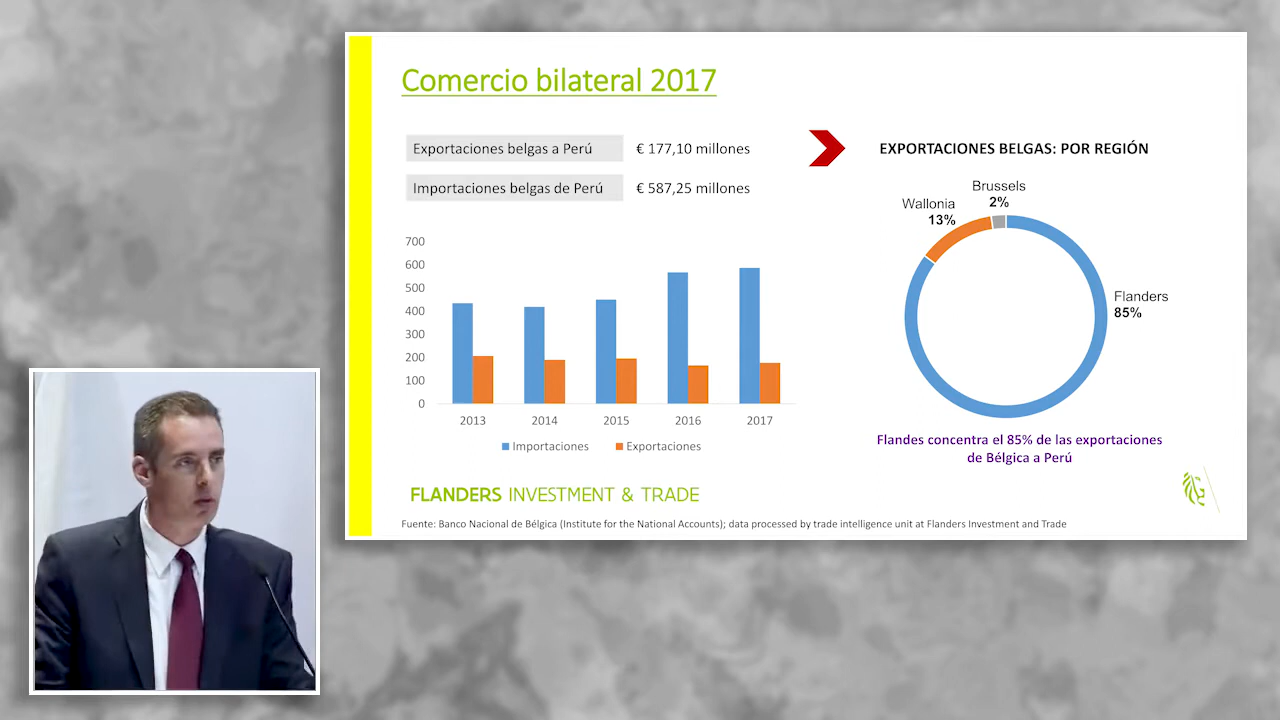 Comercio bilateral 2017
Exportaciones belgas a Perú
€ 177,10 millones
Importaciones belgas de Perú
€ 587,25 millones
700
600
500
400
300
200
100
0
2013
2014
2015
2016
2017
Importaciones
Exportaciones
EXPORTACIONES BELGAS: POR REGIÓN
Brussels
2%
Wallonia
13%
Flanders
85%
Flandes concentra el 85% de las exportaciones
de Bélgica a Perú
FLANDERS INVESTMENT & TRADE
Fuente: Banco Nacional de Bélgica (Institute for the National Accounts); data processed by trade intelligence unit at Flanders Investment and Trade